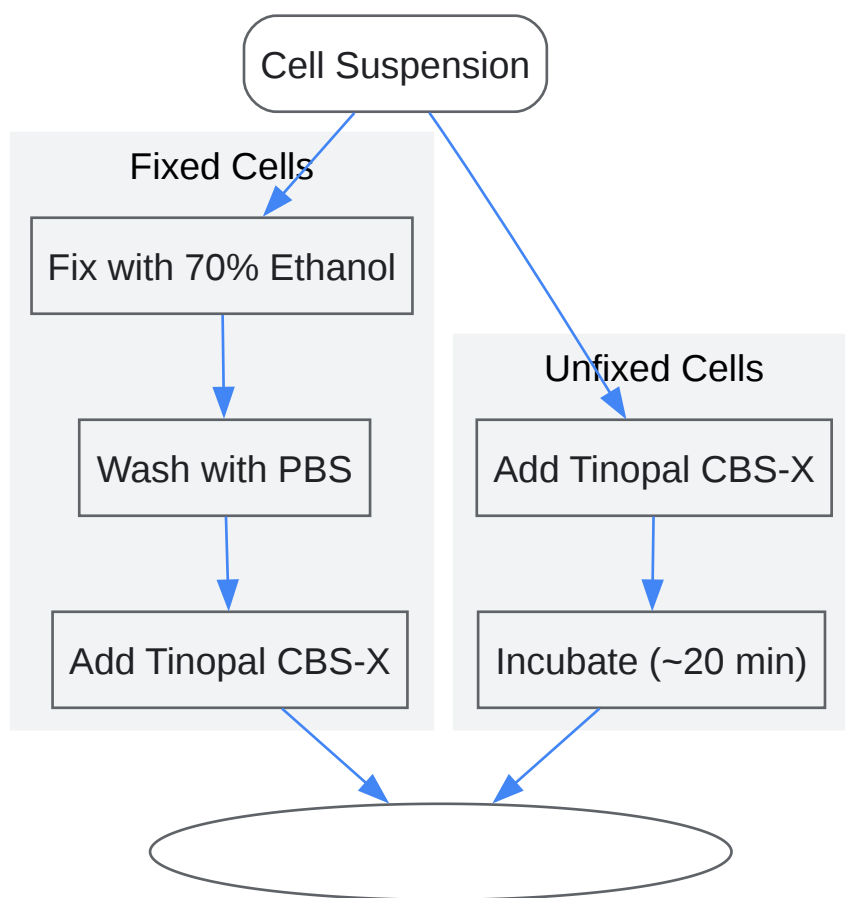 Cell Suspension
Fixed Cells
Fix with 70% Ethanol
Wash with PBS
Add Tinopal CBS-X
Unfixed Cells
Add Tinopal CBS-X
Incubate (~20 min)